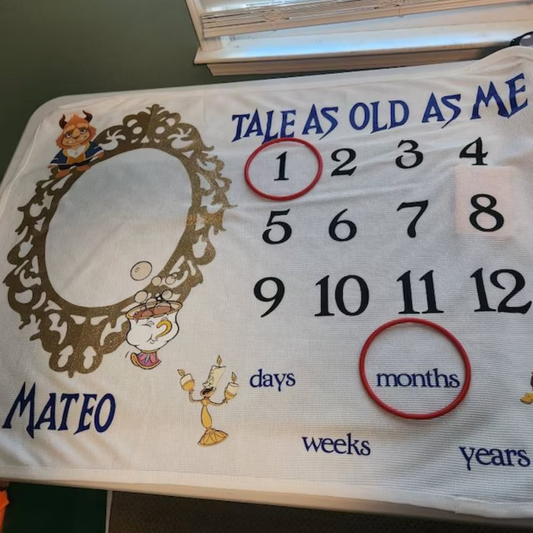 TALE AS OLD AS ME
1 2 3 4
5 6 7 8
9 10 11 12
days months
weeks years
MATEO